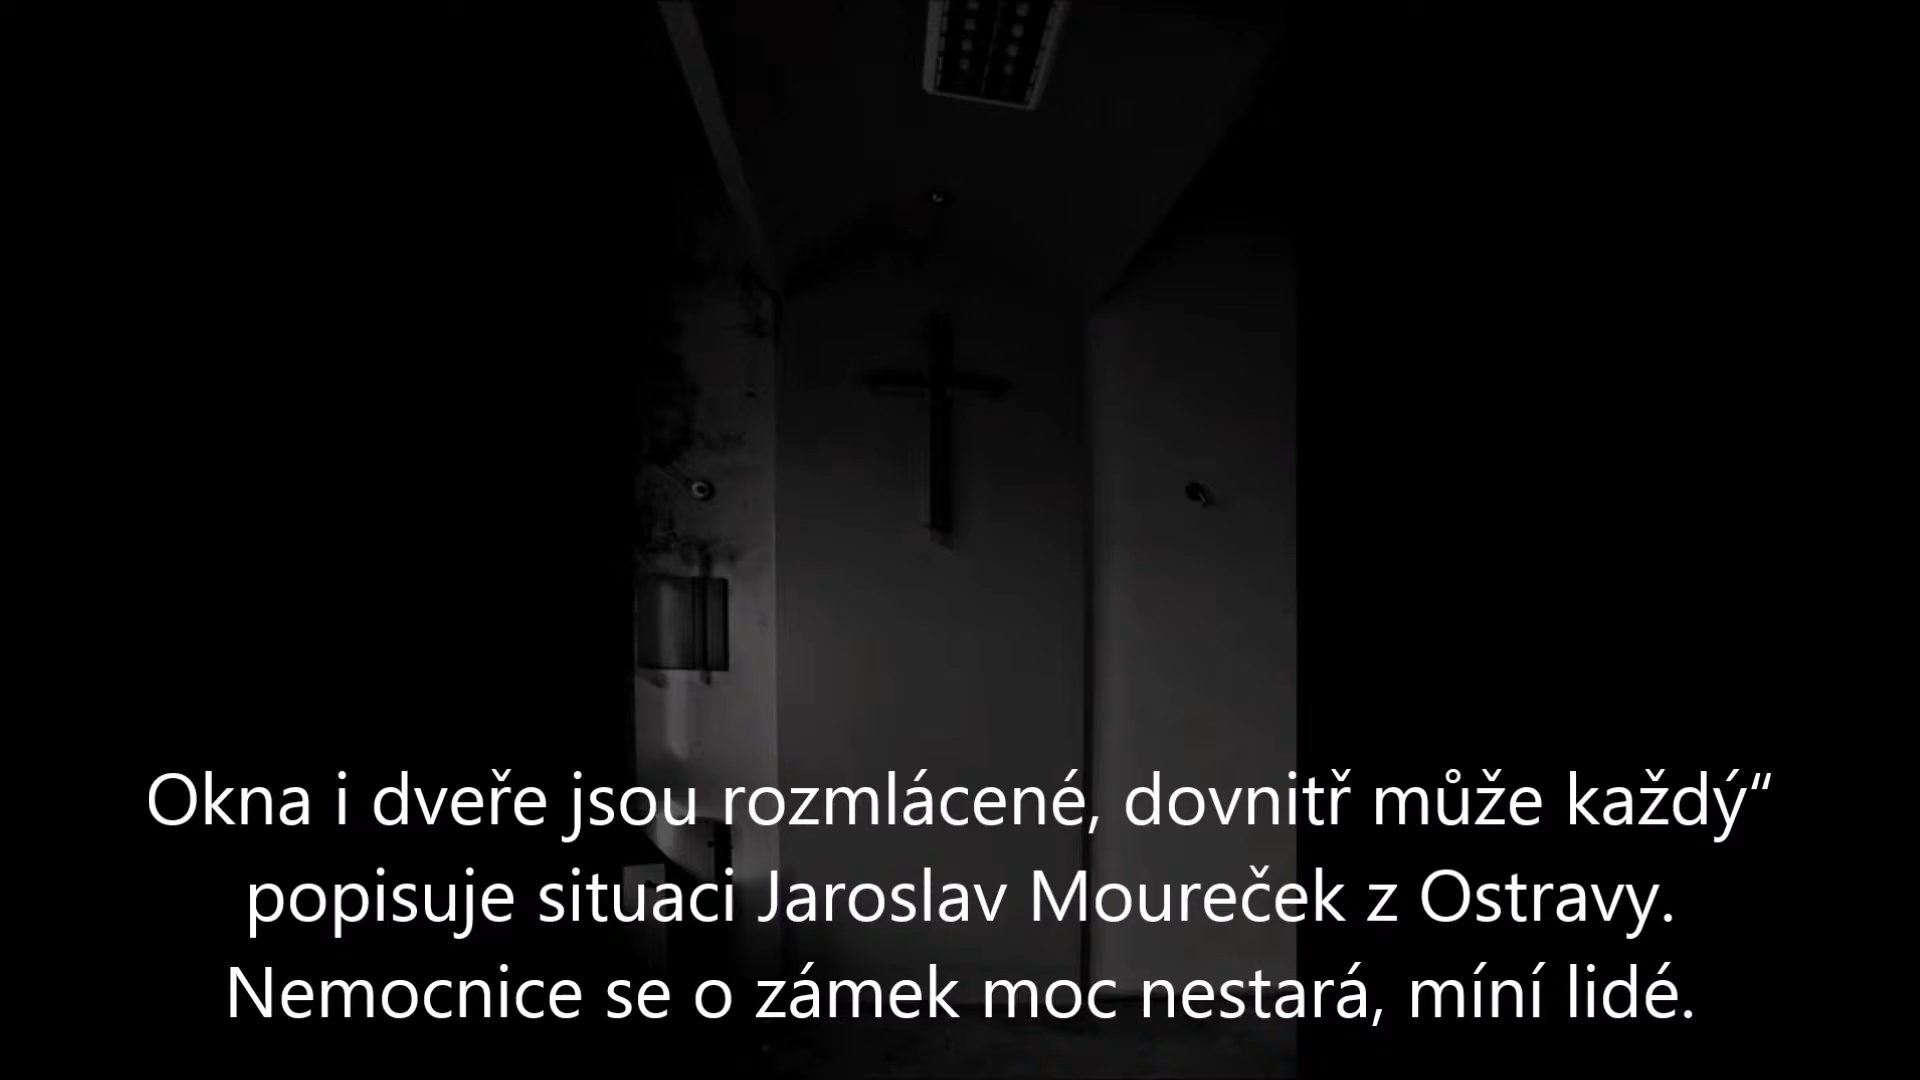 Okna i dveře jsou rozmlácené, dovnitř může každý“
popisuje situaci Jaroslav Moureček z Ostravy.
Nemocnice se o zámek moc nestará, míní lidé.